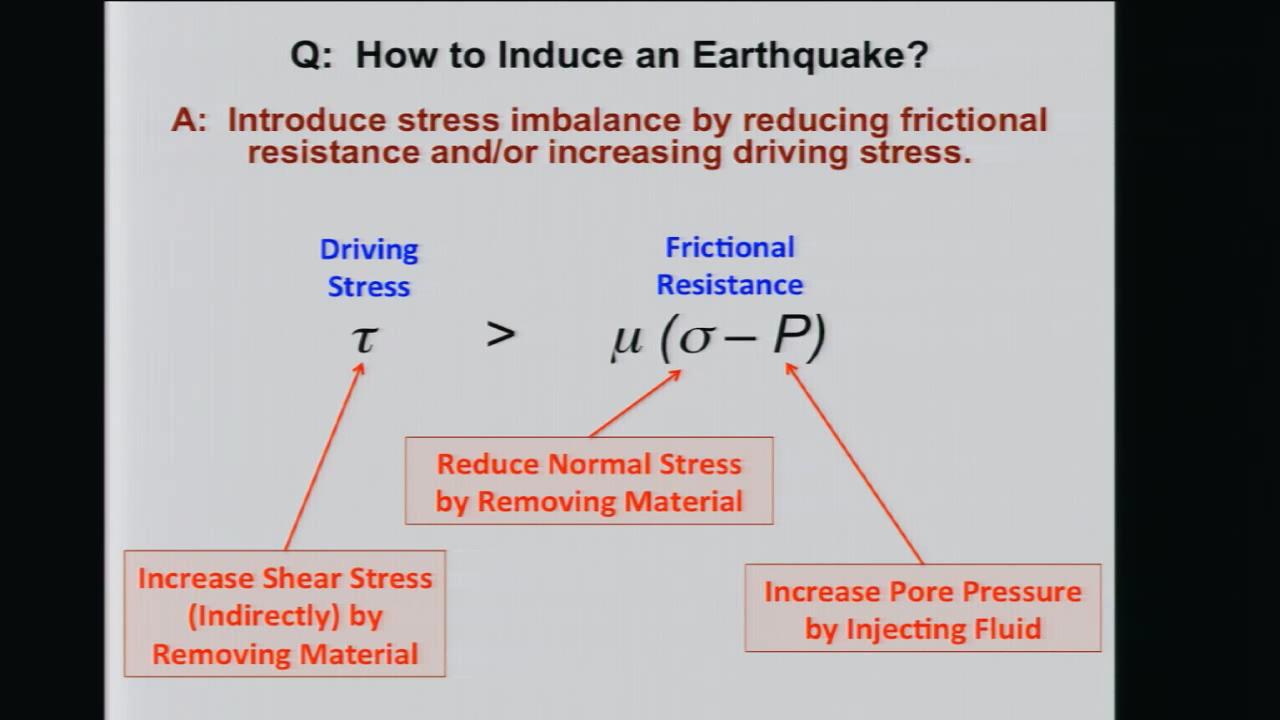 Q: How to Induce an Earthquake?
A: Introduce stress imbalance by reducing frictional
resistance and/or increasing driving stress.
Driving
Stress
Frictional
Resistance
τ > μ (σ – P)
Reduce Normal Stress
by Removing Material
Increase Shear Stress
(Indirectly) by
Removing Material
Increase Pore Pressure
by Injecting Fluid